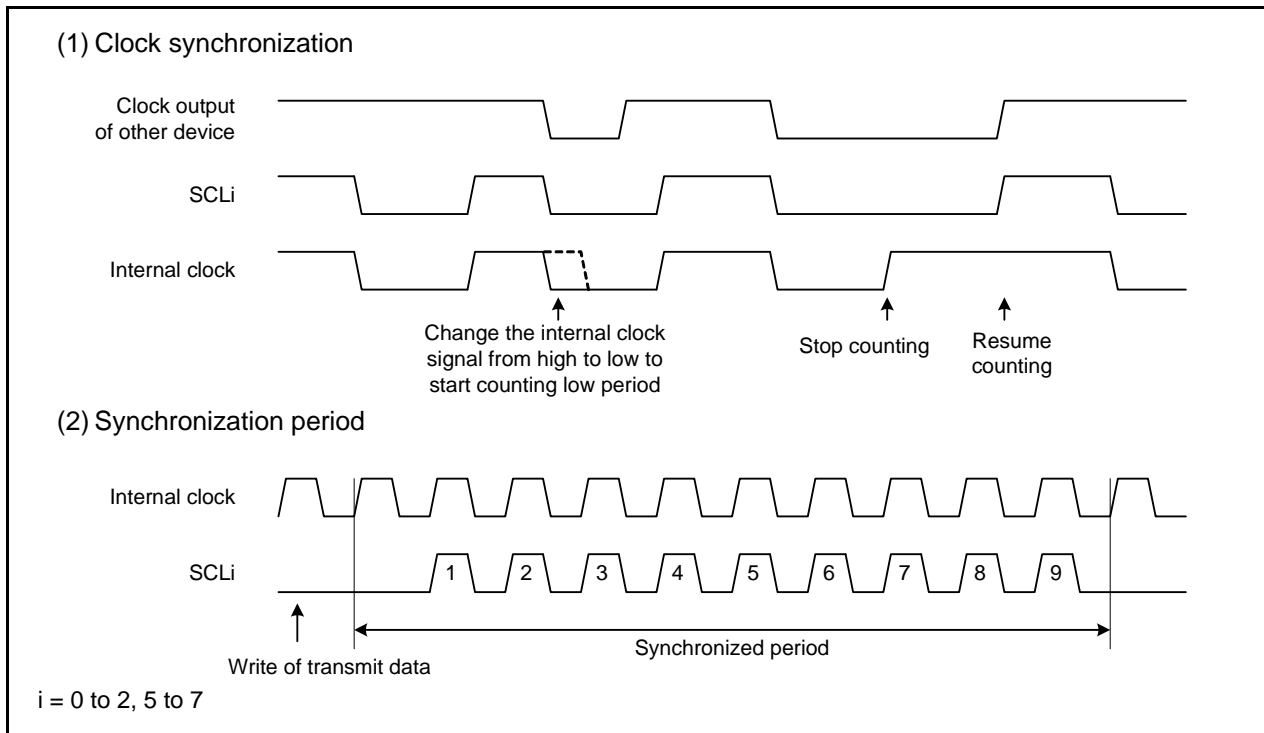 (1) Clock synchronization
Clock output
of other device
SCLi
Internal clock
Change the internal clock
signal from high to low to
start counting low period
Stop counting
Resume
counting
(2) Synchronization period
Internal clock
SCLi
1 2 3 4 5 6 7 8 9
Synchronized period
Write of transmit data
i = 0 to 2, 5 to 7